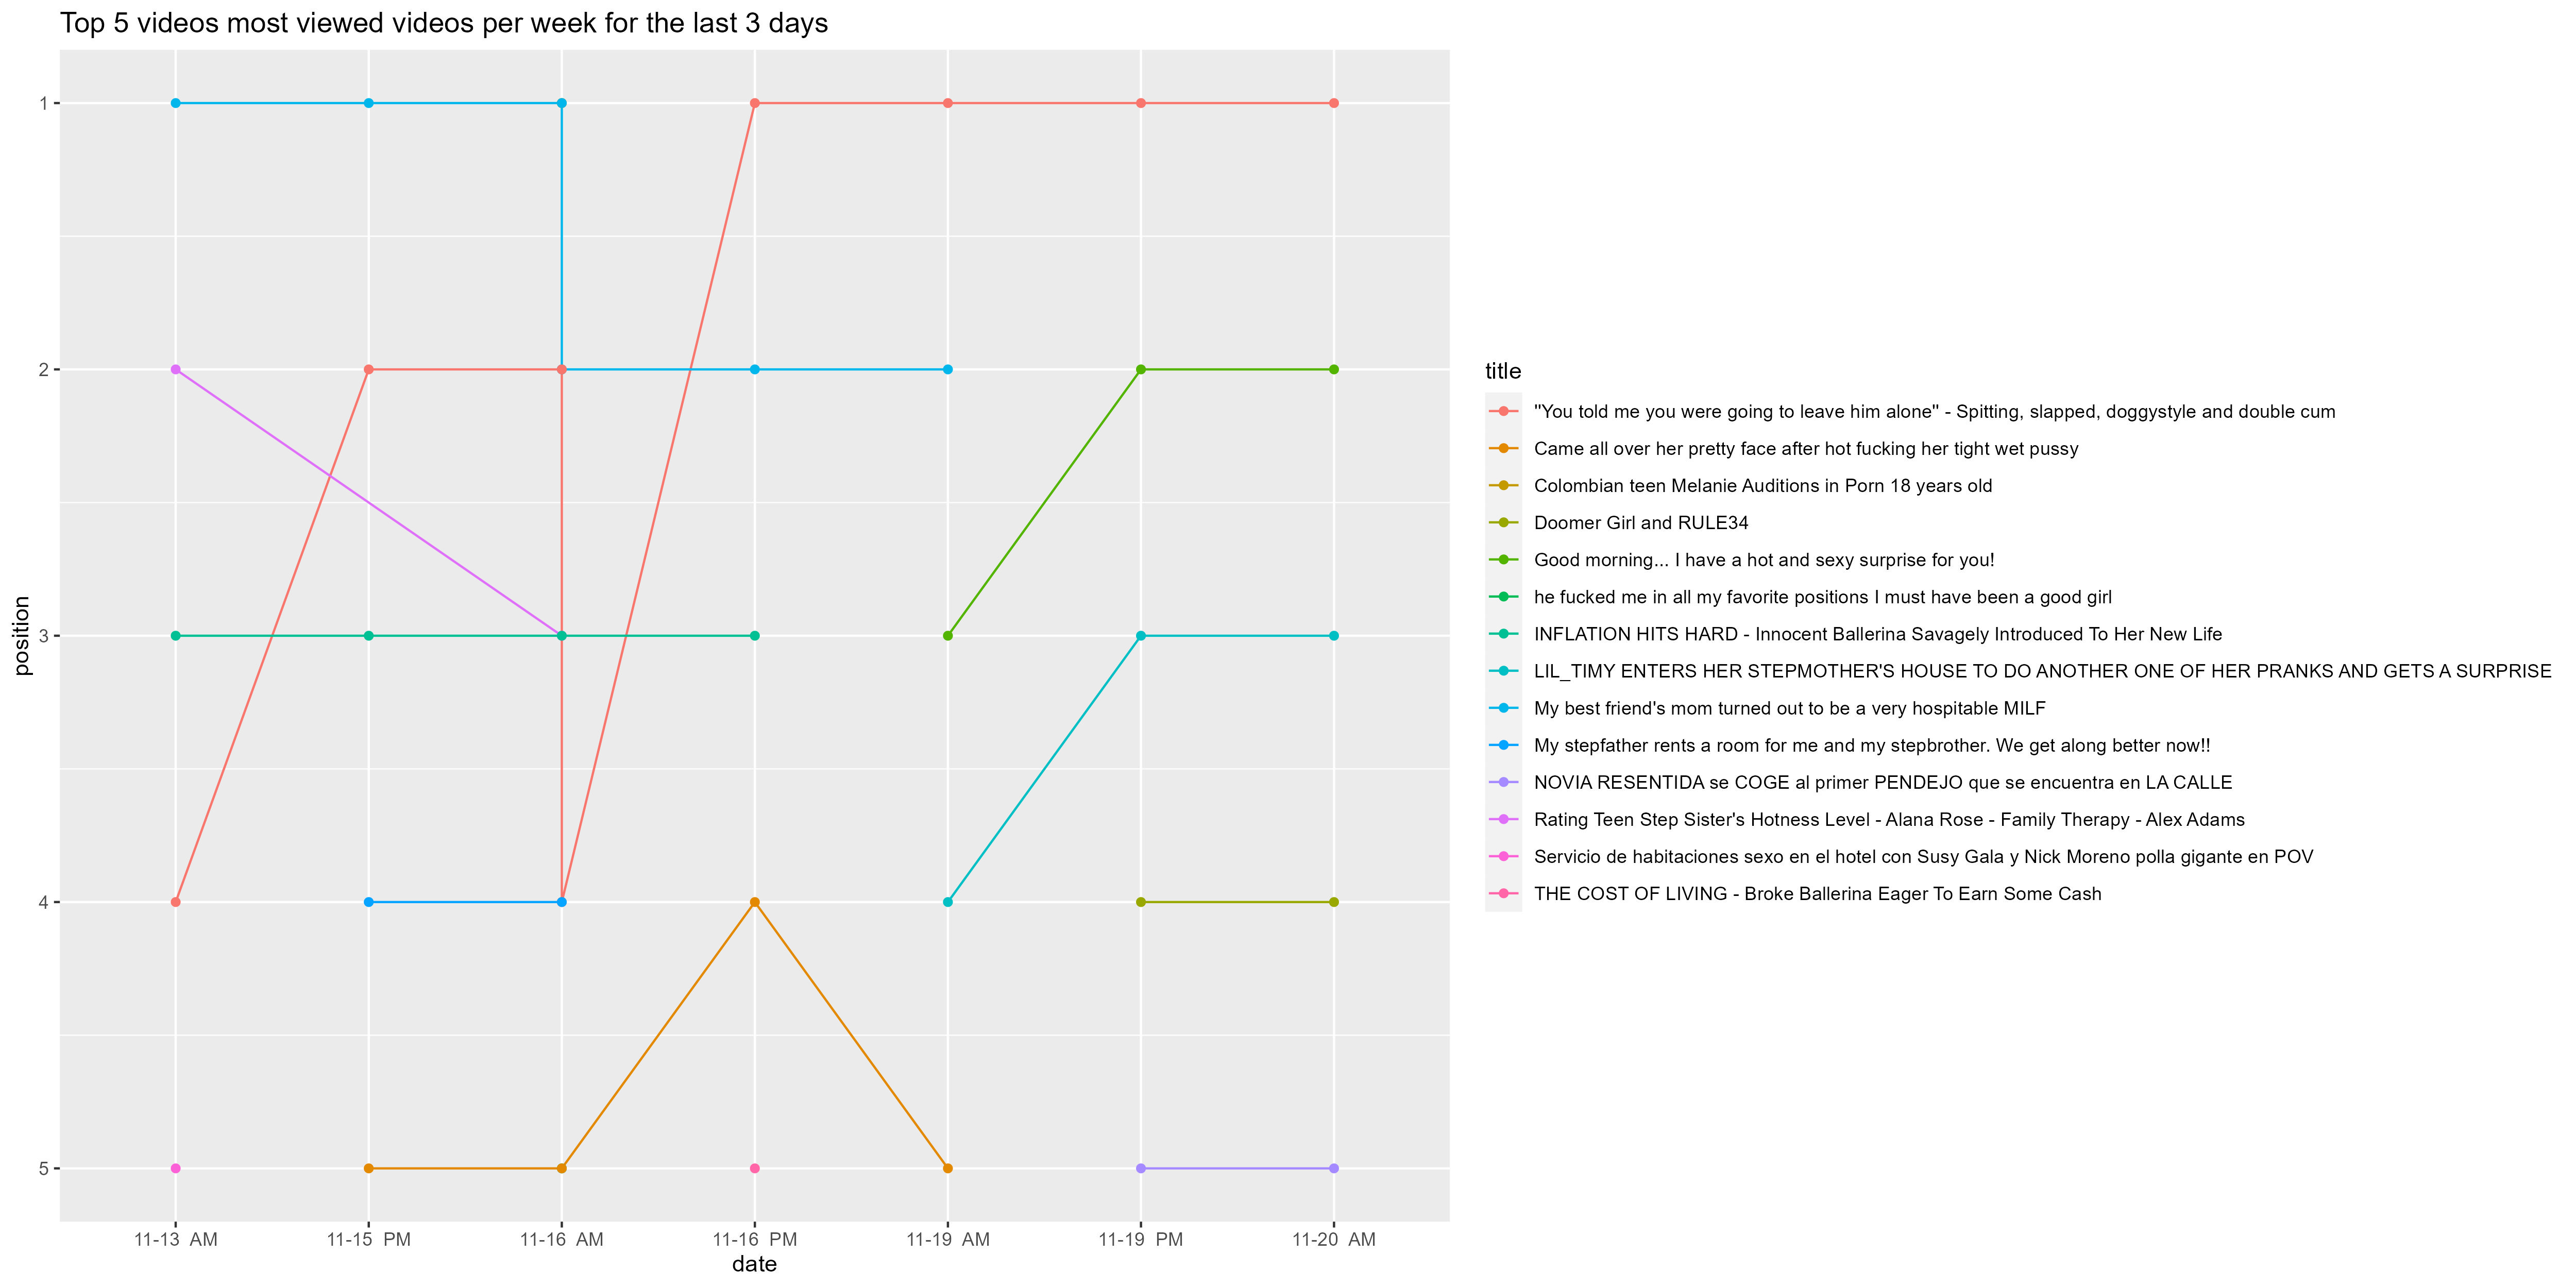 Top 5 videos most viewed videos per week for the last 3 days
1
2
3
4
5
position
11-13 AM
11-15 PM
11-16 AM
11-16 PM
11-19 AM
11-19 PM
11-20 AM
date
title
"You told me you were going to leave him alone" - Spitting, slapped, doggystyle and double cum
Came all over her pretty face after hot fucking her tight wet pussy
Colombian teen Melanie Auditions in Porn 18 years old
Doomer Girl and RULE34
Good morning... I have a hot and sexy surprise for you!
he fucked me in all my favorite positions I must have been a good girl
INFLATION HITS HARD - Innocent Ballerina Savagely Introduced To Her New Life
LIL_TIMY ENTERS HER STEPMOTHER'S HOUSE TO DO ANOTHER ONE OF HER PRANKS AND GETS A SURPRISE
My best friend's mom turned out to be a very hospitable MILF
My stepfather rents a room for me and my stepbrother. We get along better now!!
NOVIA RESENTIDA se COGE al primer PENDEJO que se encuentra en LA CALLE
Rating Teen Step Sister's Hotness Level - Alana Rose - Family Therapy - Alex Adams
Servicio de habitaciones sexo en el hotel con Susy Gala y Nick Moreno polla gigante en POV
THE COST OF LIVING - Broke Ballerina Eager To Earn Some Cash